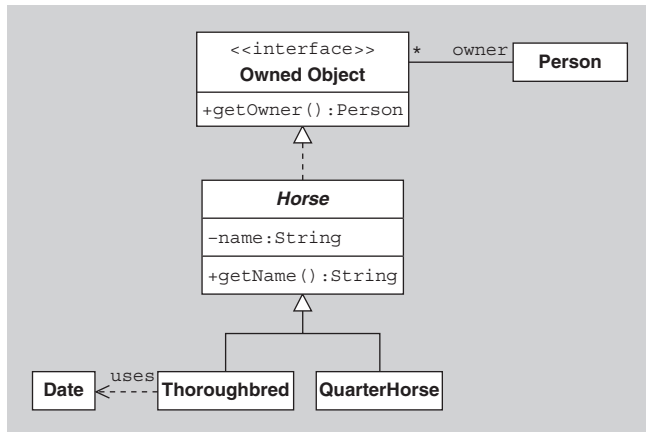 <<interface>>
Owned Object
+getOwner():Person
* owner
Person
Horse
-name:String
+getName():String
Date
uses
Thoroughbred
QuarterHorse